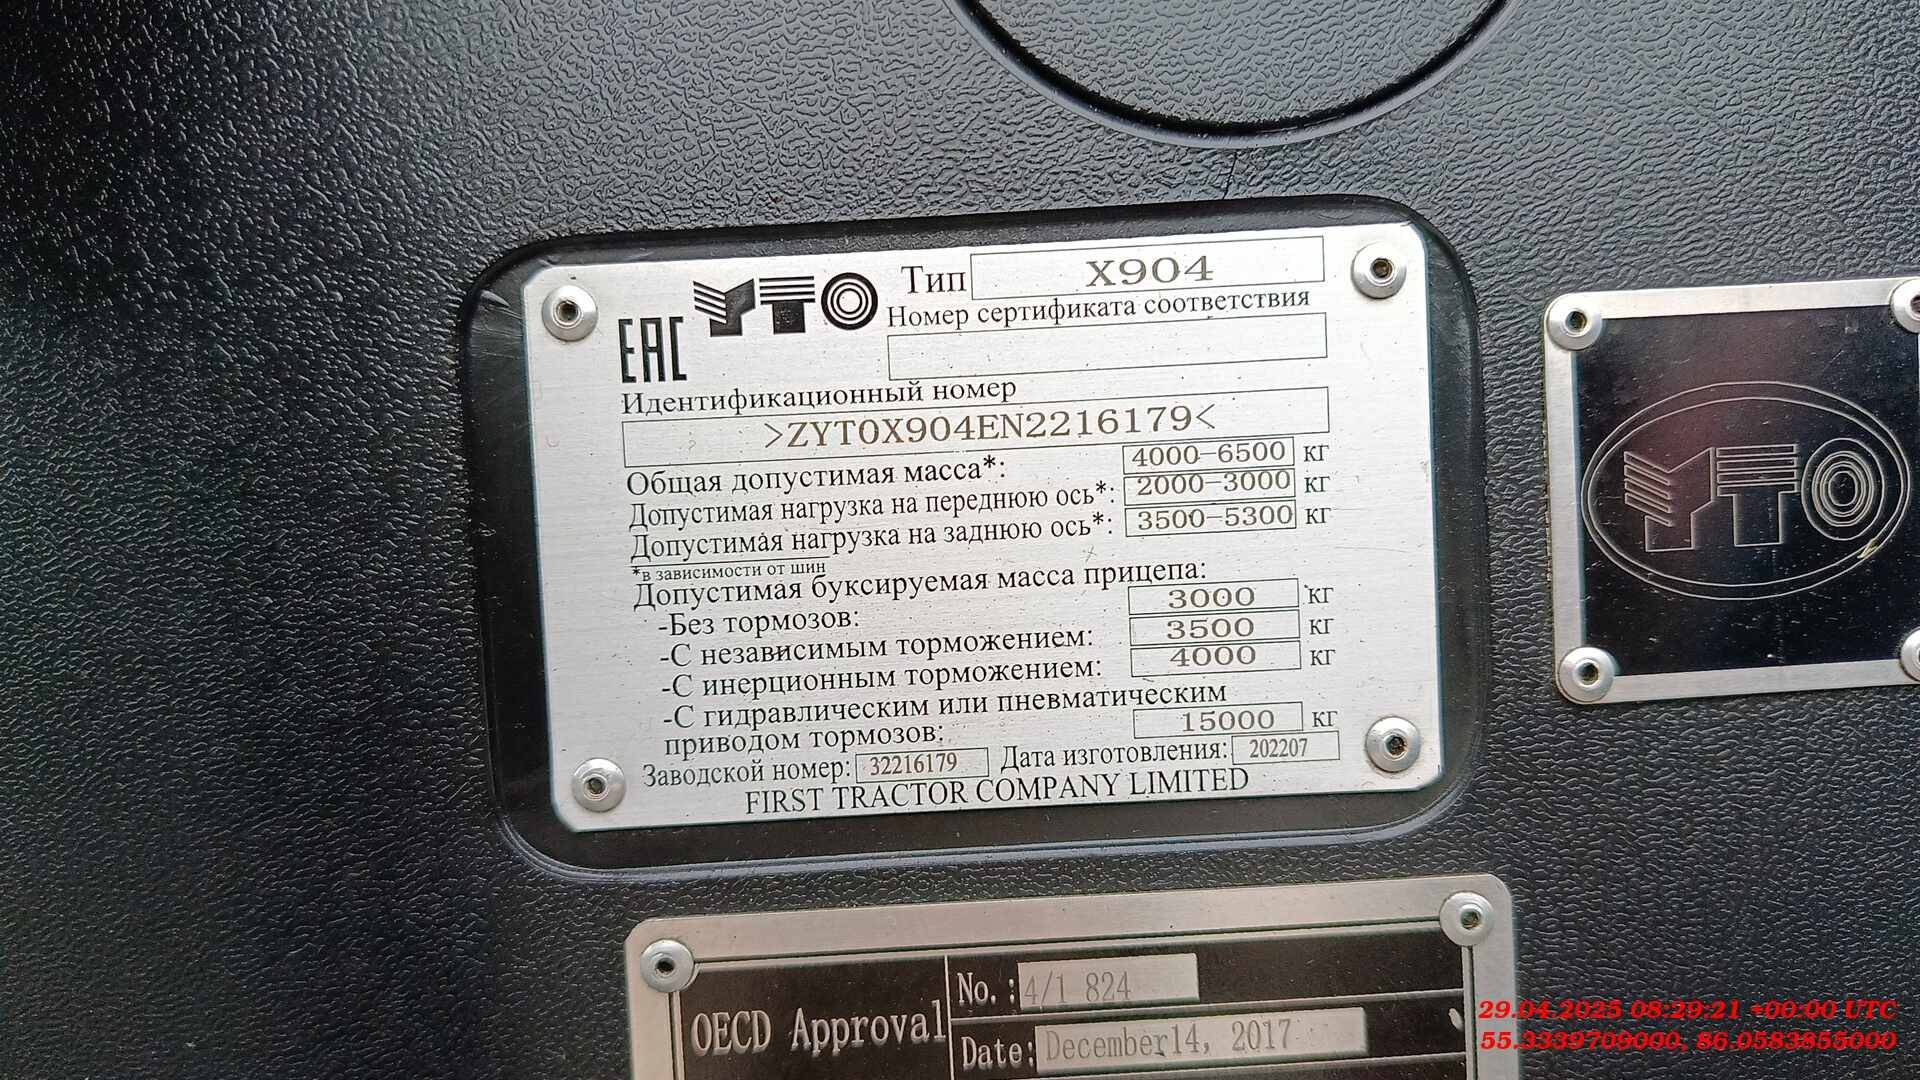 YTO Тип X904
EAC
Номер сертификата соответствия
Идентификационный номер
>ZYT0X904EN2216179<
Общая допустимая масса*: 4000-6500 кг
Допустимая нагрузка на переднюю ось*: 2000-3000 кг
Допустимая нагрузка на заднюю ось*: 3500-5300 кг
*в зависимости от шин
Допустимая буксируемая масса прицепа:
-Без тормозов: 3000 кг
-С независимым торможением: 3500 кг
-С инерционным торможением: 4000 кг
-С гидравлическим или пневматическим
приводом тормозов: 15000 кг
Заводской номер: 32216179 Дата изготовления: 202207
FIRST TRACTOR COMPANY LIMITED
YTO
OECD Approval
No.: 4/1 824
Date: December14, 2017
29.04.2025 08:29:21 +00:00 UTC
55.3339709000, 86.0583855000